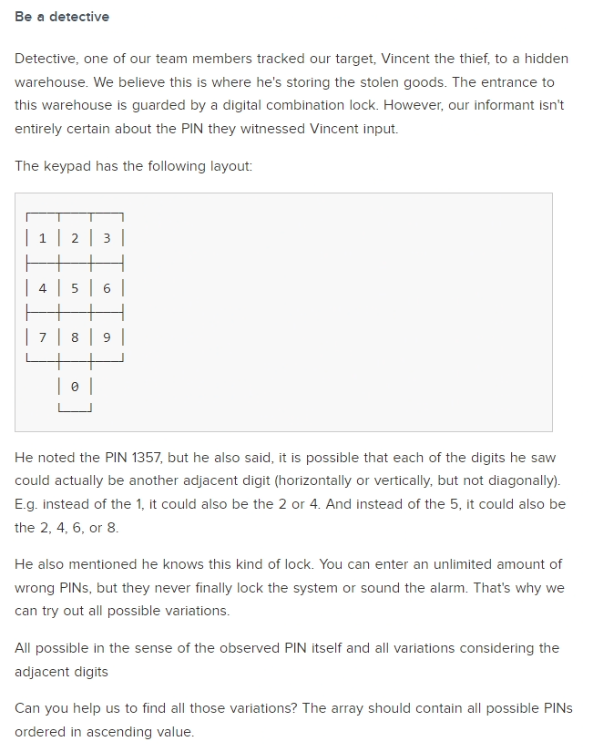 Be a detective
Detective, one of our team members tracked our target, Vincent the thief, to a hidden
warehouse. We believe this is where he's storing the stolen goods. The entrance to
this warehouse is guarded by a digital combination lock. However, our informant isn't
entirely certain about the PIN they witnessed Vincent input.
The keypad has the following layout:
┌───┬───┬───┐
│ 1 │ 2 │ 3 │
├───┼───┼───┤
│ 4 │ 5 │ 6 │
├───┼───┼───┤
│ 7 │ 8 │ 9 │
└───┼───┼───┘
│ 0 │
└───┘
He noted the PIN 1357, but he also said, it is possible that each of the digits he saw
could actually be another adjacent digit (horizontally or vertically, but not diagonally).
E.g. instead of the 1, it could also be the 2 or 4. And instead of the 5, it could also be
the 2, 4, 6, or 8.
He also mentioned he knows this kind of lock. You can enter an unlimited amount of
wrong PINs, but they never finally lock the system or sound the alarm. That's why we
can try out all possible variations.
All possible in the sense of the observed PIN itself and all variations considering the
adjacent digits
Can you help us to find all those variations? The array should contain all possible PINs
ordered in ascending value.